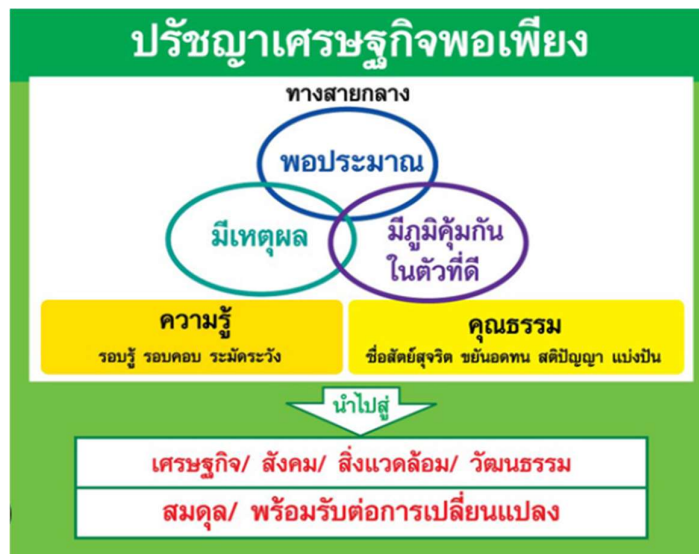 ปรัชญาเศรษฐกิจพอเพียง
ทางสายกลาง
พอประมาณ
มีเหตุผล
มีภูมิคุ้มกัน
ในตัวที่ดี
ความรู้
รอบรู้ รอบคอบ ระมัดระวัง
คุณธรรม
ซื่อสัตย์สุจริต ขยันอดทน สติปัญญา แบ่งปัน
นำไปสู่
เศรษฐกิจ/ สังคม/ สิ่งแวดล้อม/ วัฒนธรรม
สมดุล/ พร้อมรับต่อการเปลี่ยนแปลง